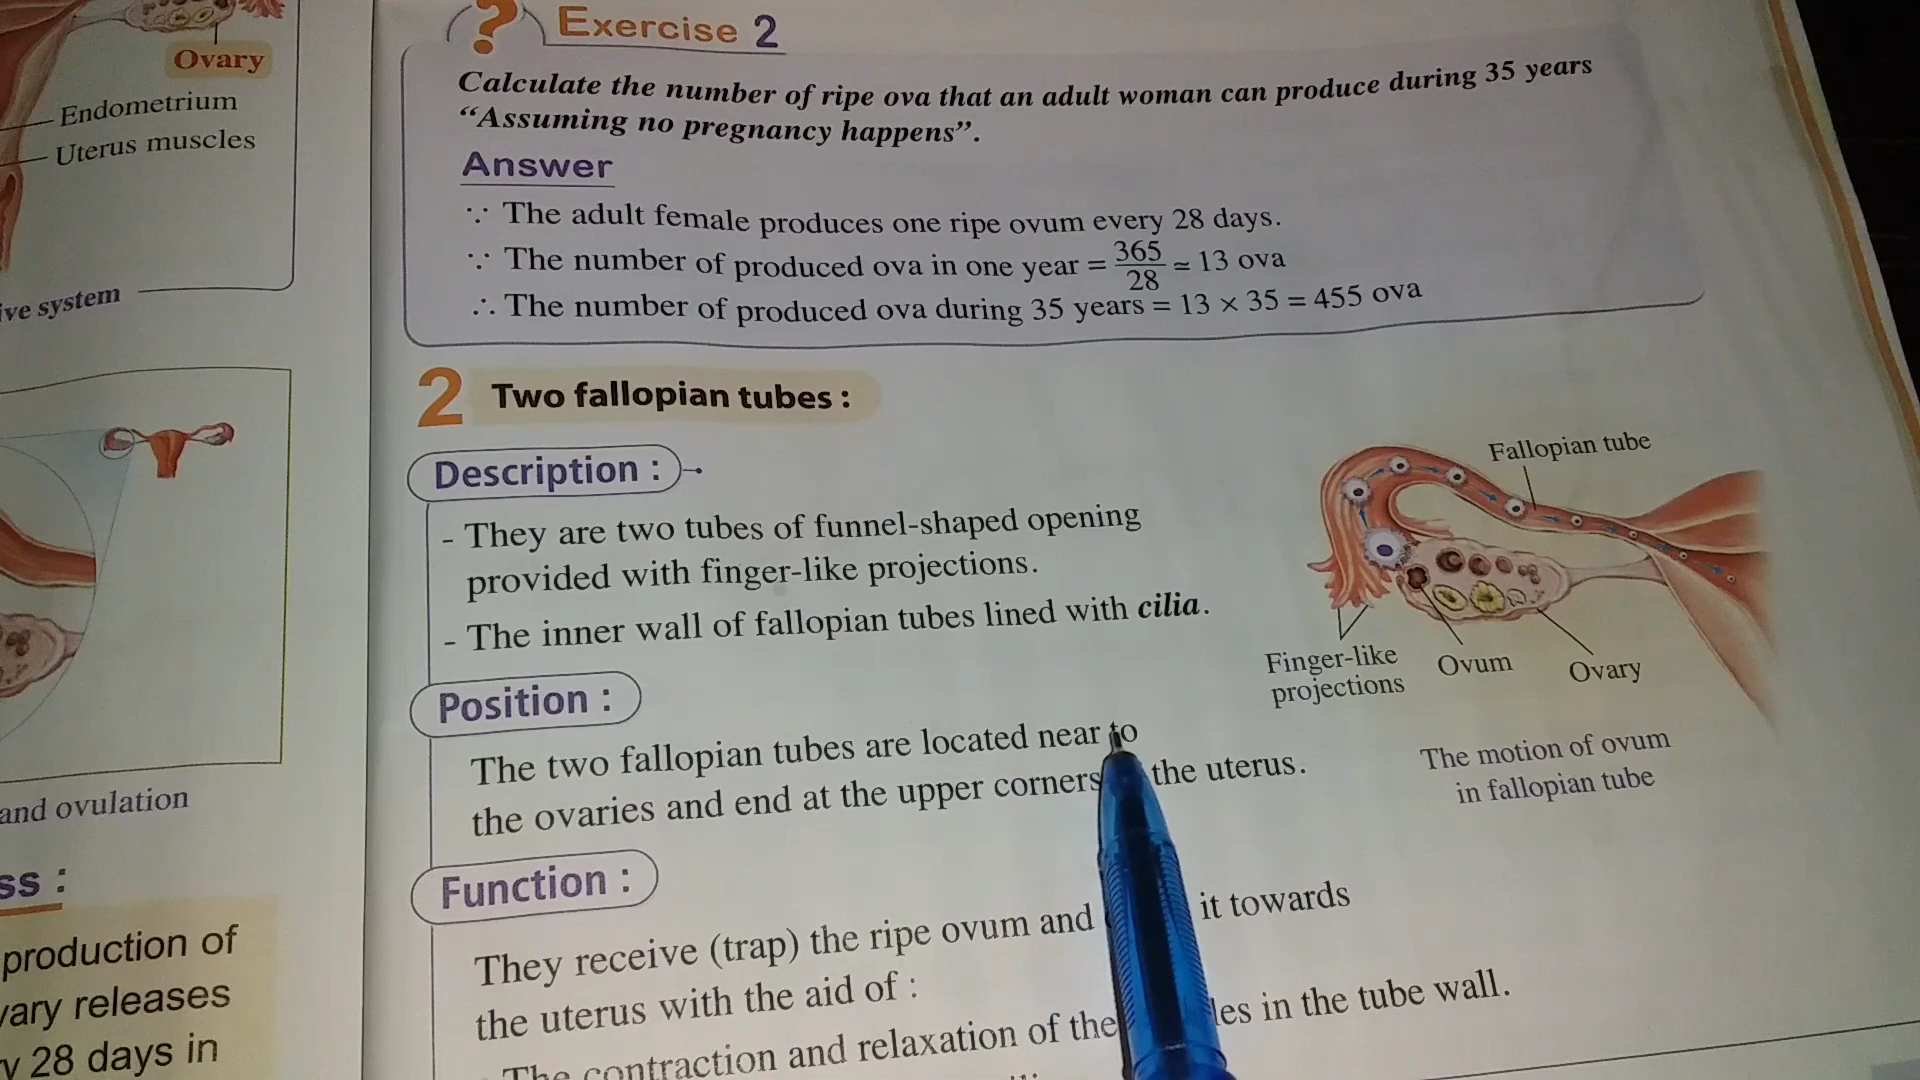 Ovary
Endometrium
Uterus muscles
ive system
and ovulation
ss :
production of
vary releases
y 28 days in
? Exercise 2
Calculate the number of ripe ova that an adult woman can produce during 35 years
“Assuming no pregnancy happens”.
Answer
∵ The adult female produces one ripe ovum every 28 days.
∵ The number of produced ova in one year = 365/28 ≃ 13 ova
∴ The number of produced ova during 35 years = 13 × 35 = 455 ova
2 Two fallopian tubes :
Description :
- They are two tubes of funnel-shaped opening
provided with finger-like projections.
- The inner wall of fallopian tubes lined with cilia.
Position :
The two fallopian tubes are located near to
the ovaries and end at the upper corners the uterus.
Function :
They receive (trap) the ripe ovum and it towards
the uterus with the aid of :
The contraction and relaxation of the les in the tube wall.
Fallopian tube
Finger-like
projections
Ovum
Ovary
The motion of ovum
in fallopian tube